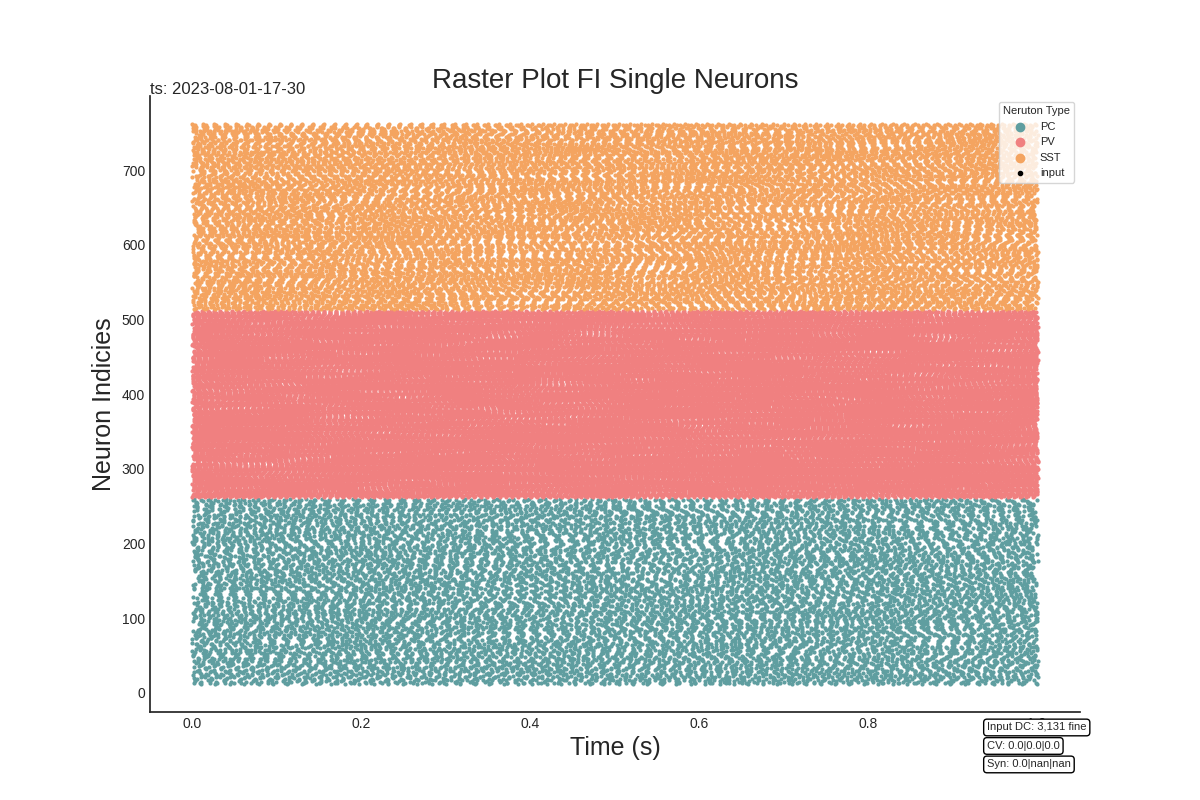 Raster Plot FI Single Neurons
ts: 2023-08-01-17-30
Neruton Type
PC
PV
SST
input
Neuron Indicies
700
600
500
400
300
200
100
0
0.0 0.2 0.4 0.6 0.8
Time (s)
Input DC: 3,131 fine
CV: 0.0|0.0|0.0
Syn: 0.0|nan|nan